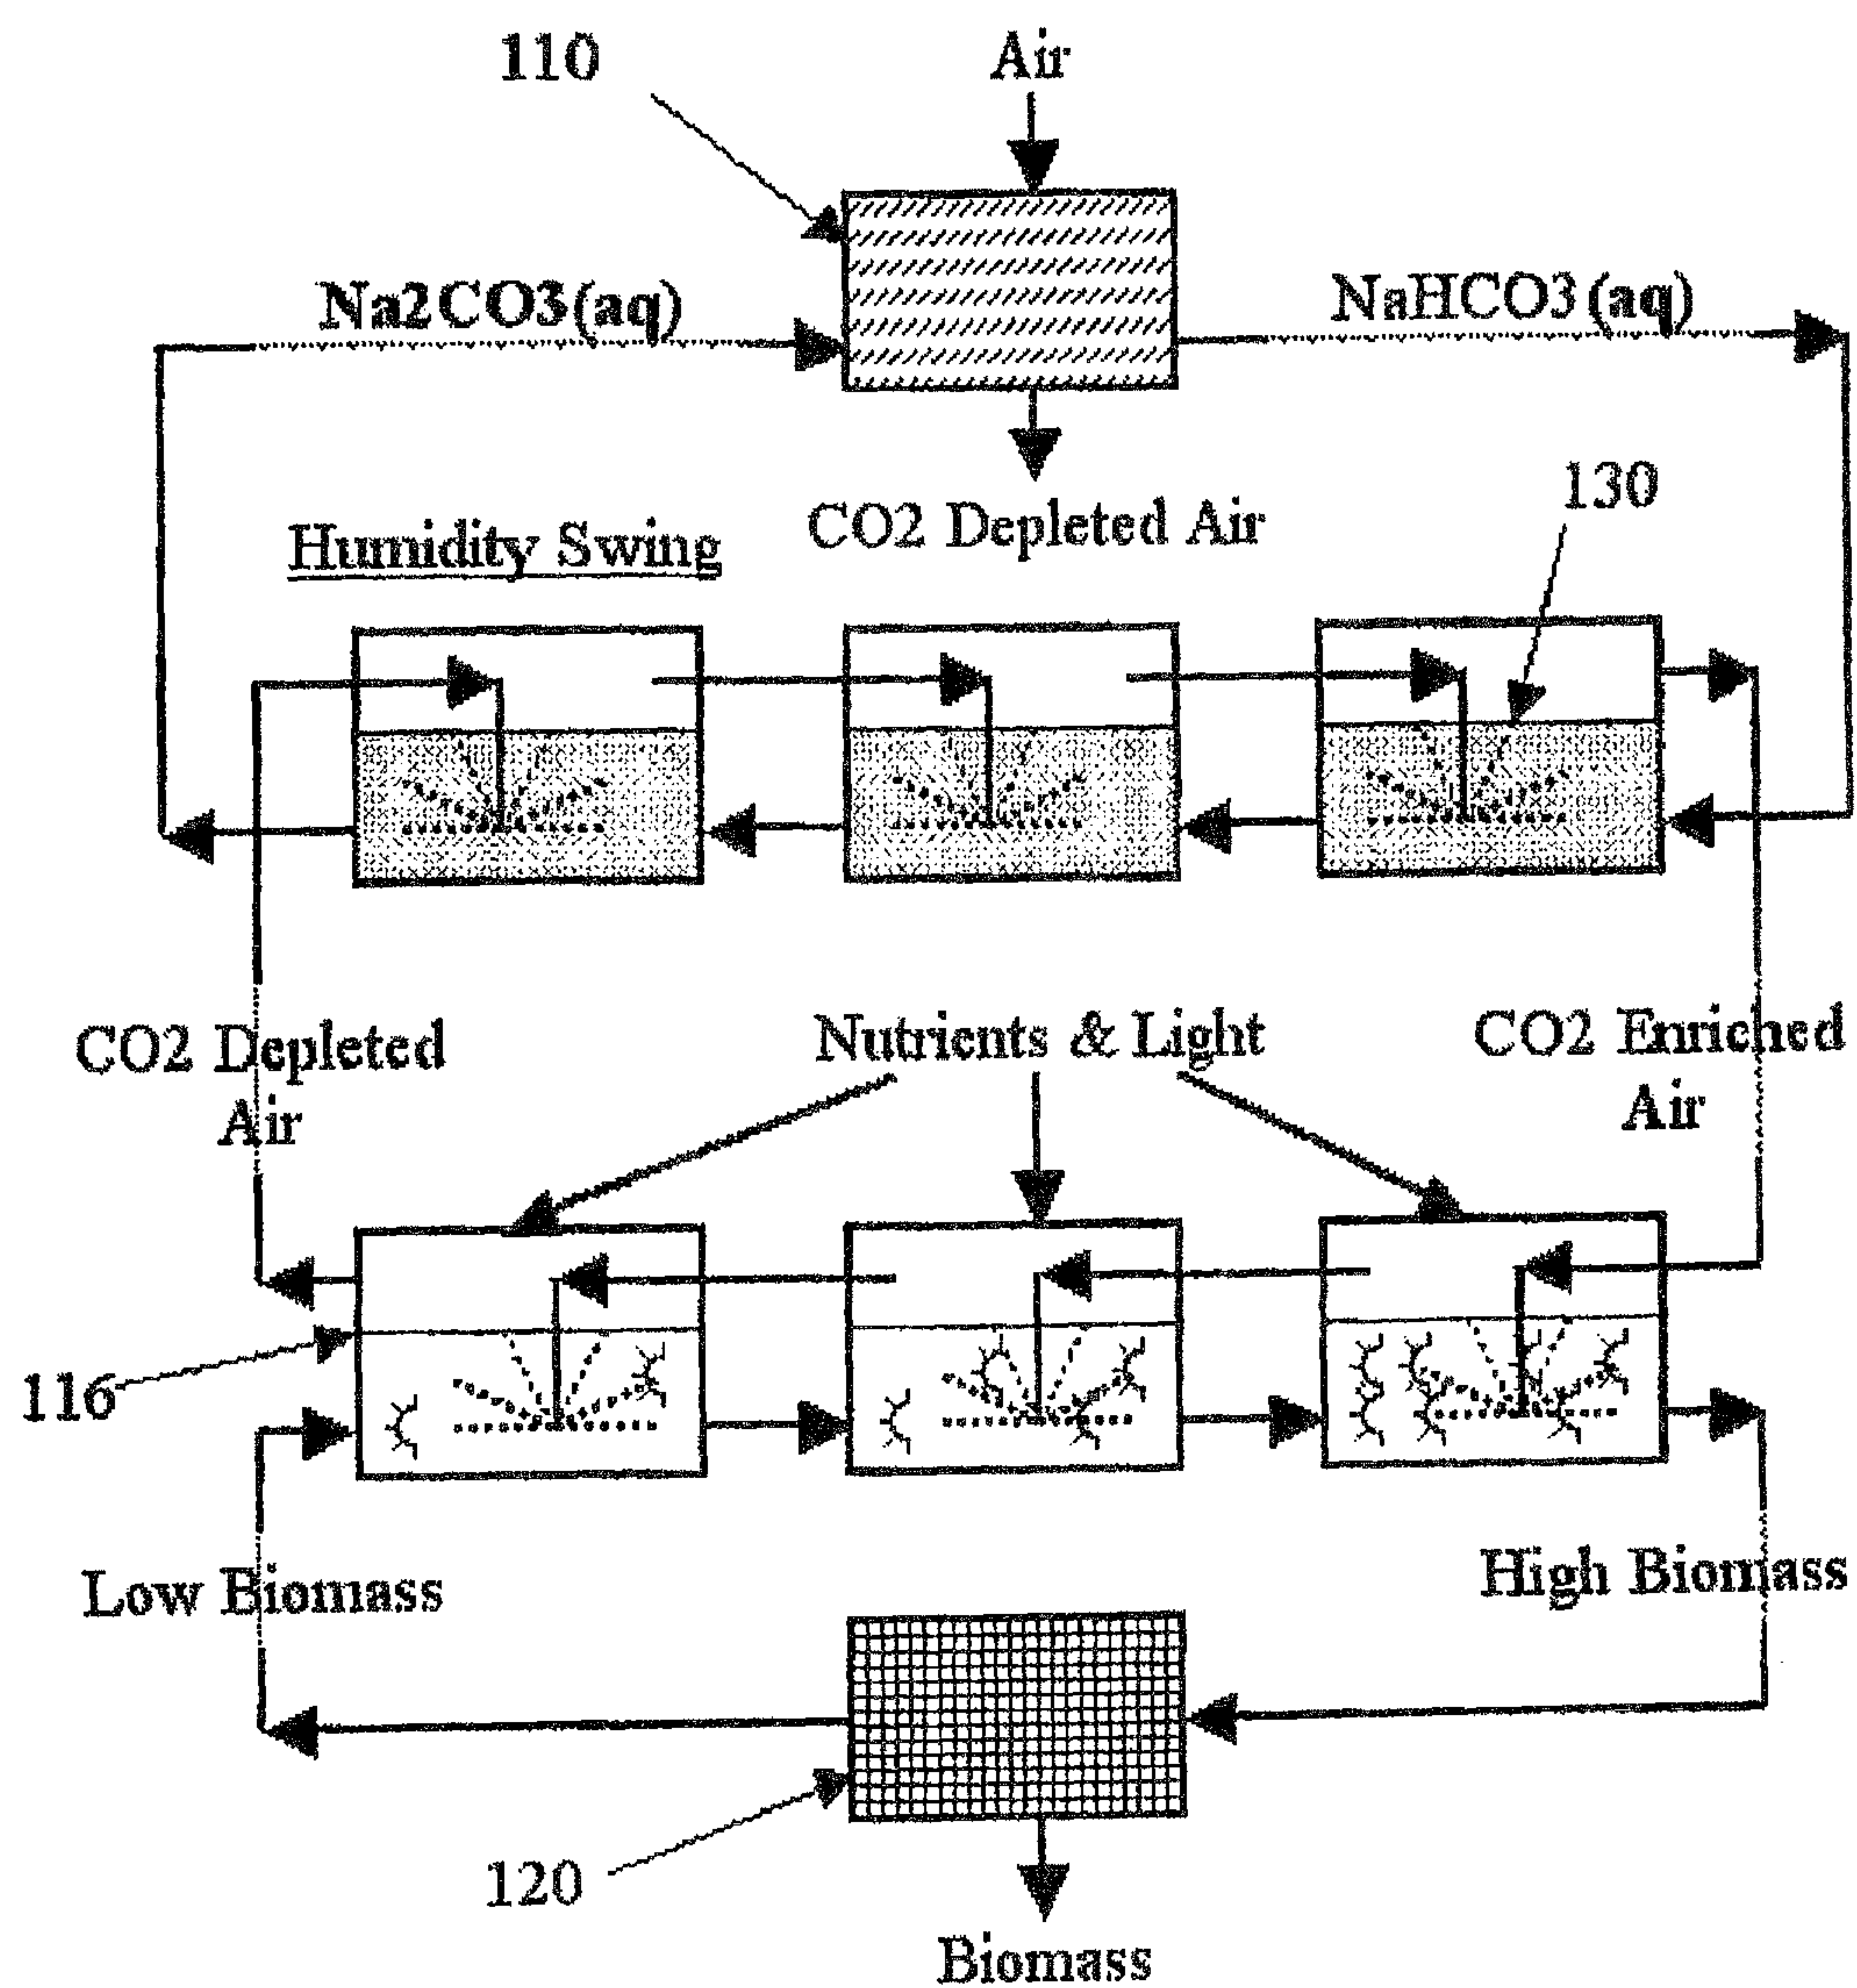 110
Air
Na2CO3(aq)
NaHCO3(aq)
130
CO2 Depleted Air
Humidity Swing
CO2 Depleted
Air
Nutrients & Light
CO2 Enriched
Air
116
Low Biomass
High Biomass
120
Biomass